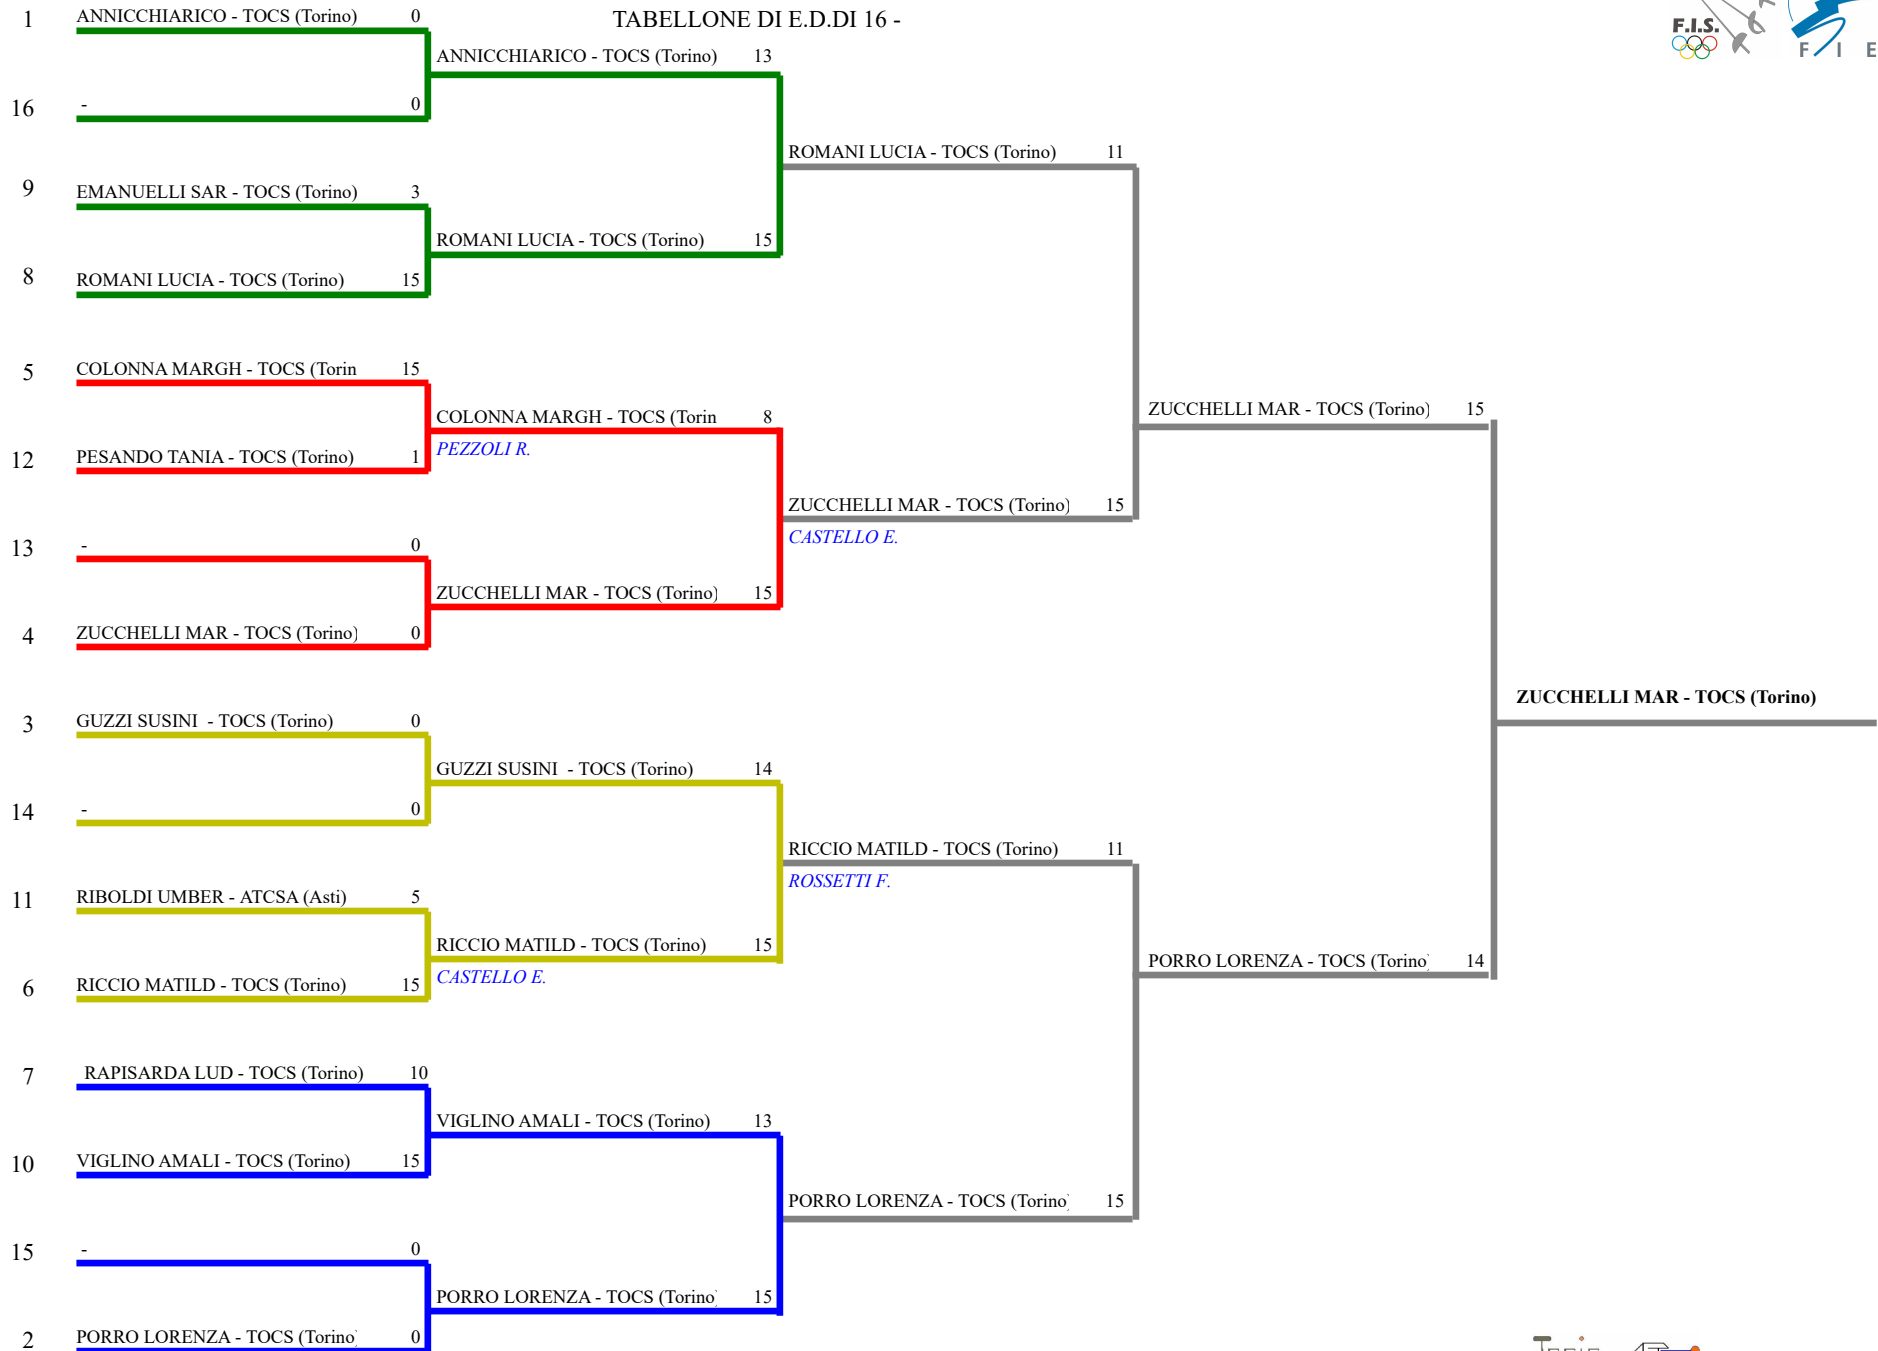 TABELLONE DI E.D.DI 16 -
F.I.S.
F I E
1 ANNICCHIARICO - TOCS (Torino) 0
ANNICCHIARICO - TOCS (Torino) 13
16 - 0
ROMANI LUCIA - TOCS (Torino) 11
9 EMANUELLI SAR - TOCS (Torino) 3
ROMANI LUCIA - TOCS (Torino) 15
8 ROMANI LUCIA - TOCS (Torino) 15
5 COLONNA MARGH - TOCS (Torin 15
ZUCCHELLI MAR - TOCS (Torino) 15
COLONNA MARGH - TOCS (Torin 8
PEZZOLI R.
12 PESANDO TANIA - TOCS (Torino) 1
ZUCCHELLI MAR - TOCS (Torino) 15
CASTELLO E.
13 - 0
ZUCCHELLI MAR - TOCS (Torino) 15
4 ZUCCHELLI MAR - TOCS (Torino) 0
ZUCCHELLI MAR - TOCS (Torino)
3 GUZZI SUSINI - TOCS (Torino) 0
GUZZI SUSINI - TOCS (Torino) 14
14 - 0
RICCIO MATILD - TOCS (Torino) 11
ROSSETTI F.
11 RIBOLDI UMBER - ATCSA (Asti) 5
RICCIO MATILD - TOCS (Torino) 15
CASTELLO E.
PORRO LORENZA - TOCS (Torino 14
6 RICCIO MATILD - TOCS (Torino) 15
7 RAPISARDA LUD - TOCS (Torino) 10
VIGLINO AMALI - TOCS (Torino) 13
10 VIGLINO AMALI - TOCS (Torino) 15
PORRO LORENZA - TOCS (Torino 15
15 - 0
PORRO LORENZA - TOCS (Torino 15
2 PORRO LORENZA - TOCS (Torino 0